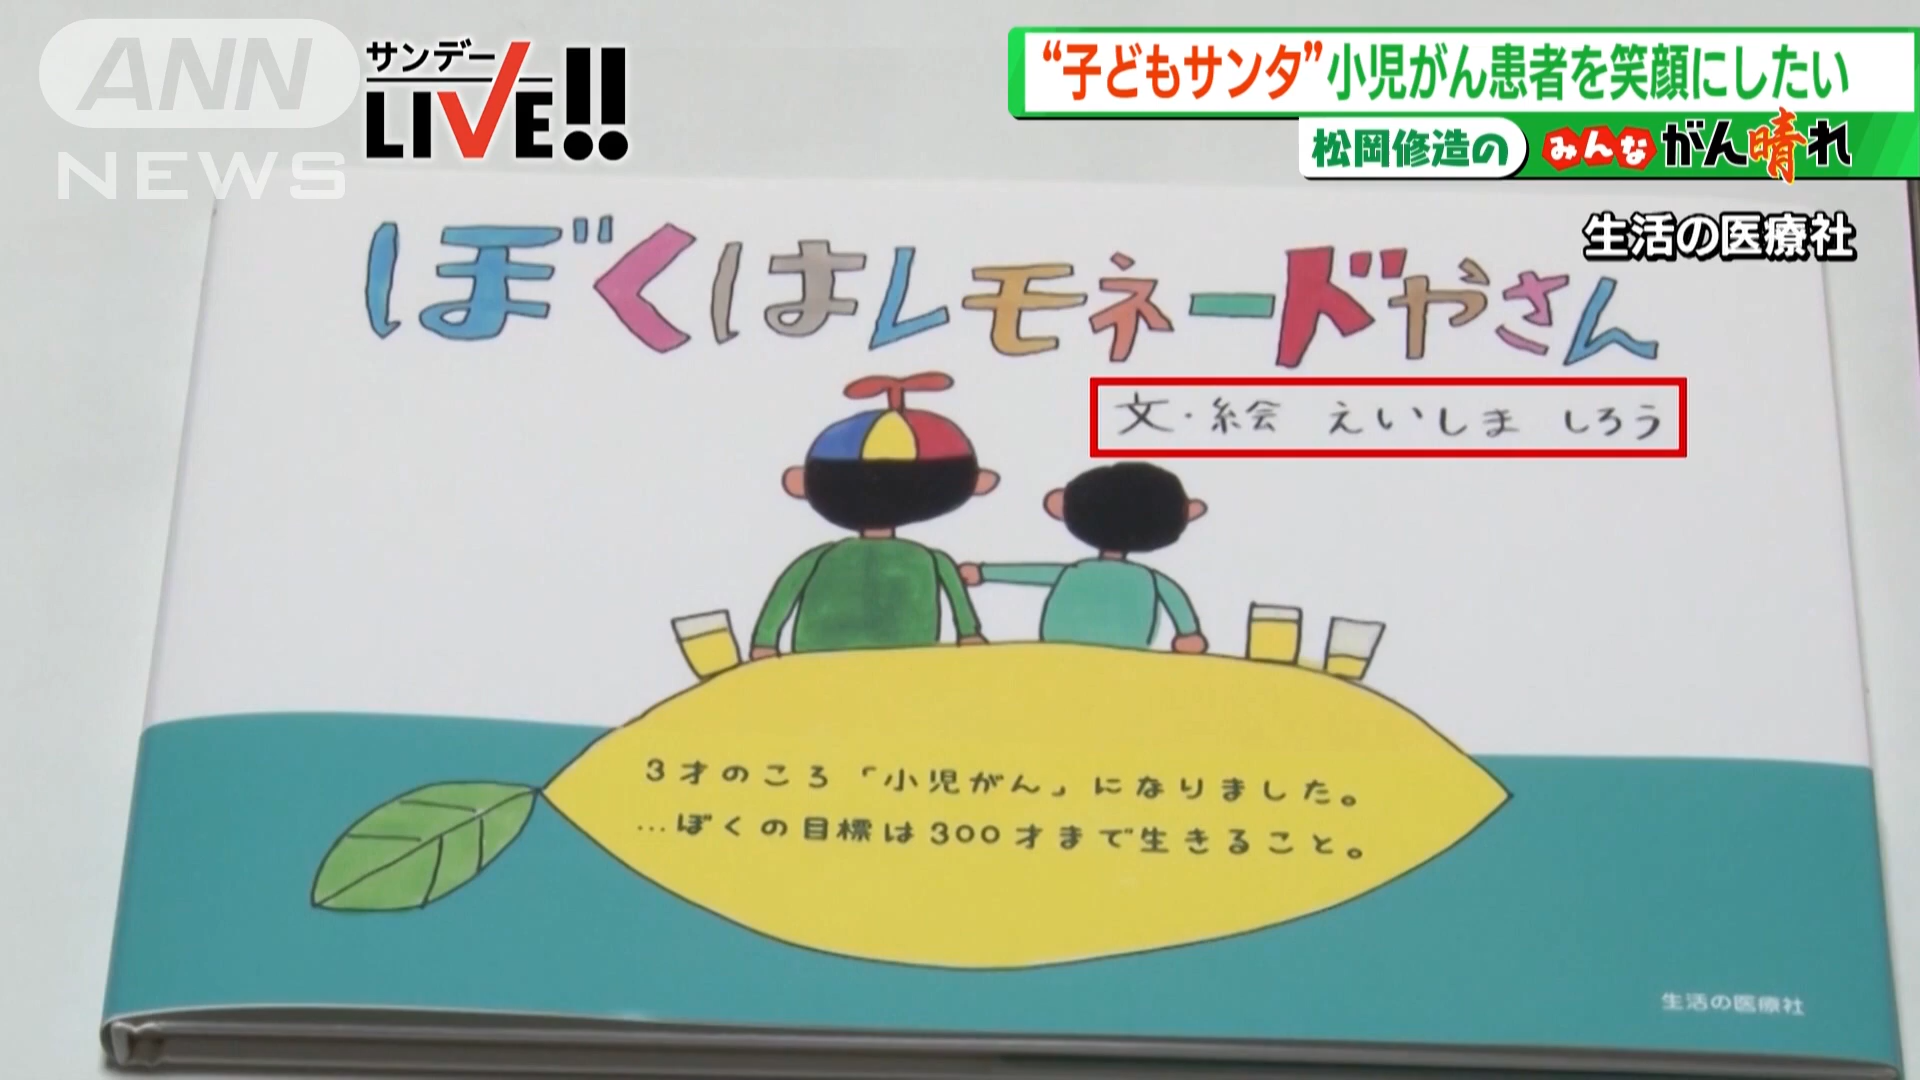 ANN
NEWS
サンデー
LIVE!!
“子どもサンタ”小児がん患者を笑顔にしたい
松岡修造の みんながん晴れ
生活の医療社
ぼくはレモネードやさん
文・絵 えいしま しろう
3才のころ「小児がん」になりました。
…ぼくの目標は300才まで生きること。
生活の医療社